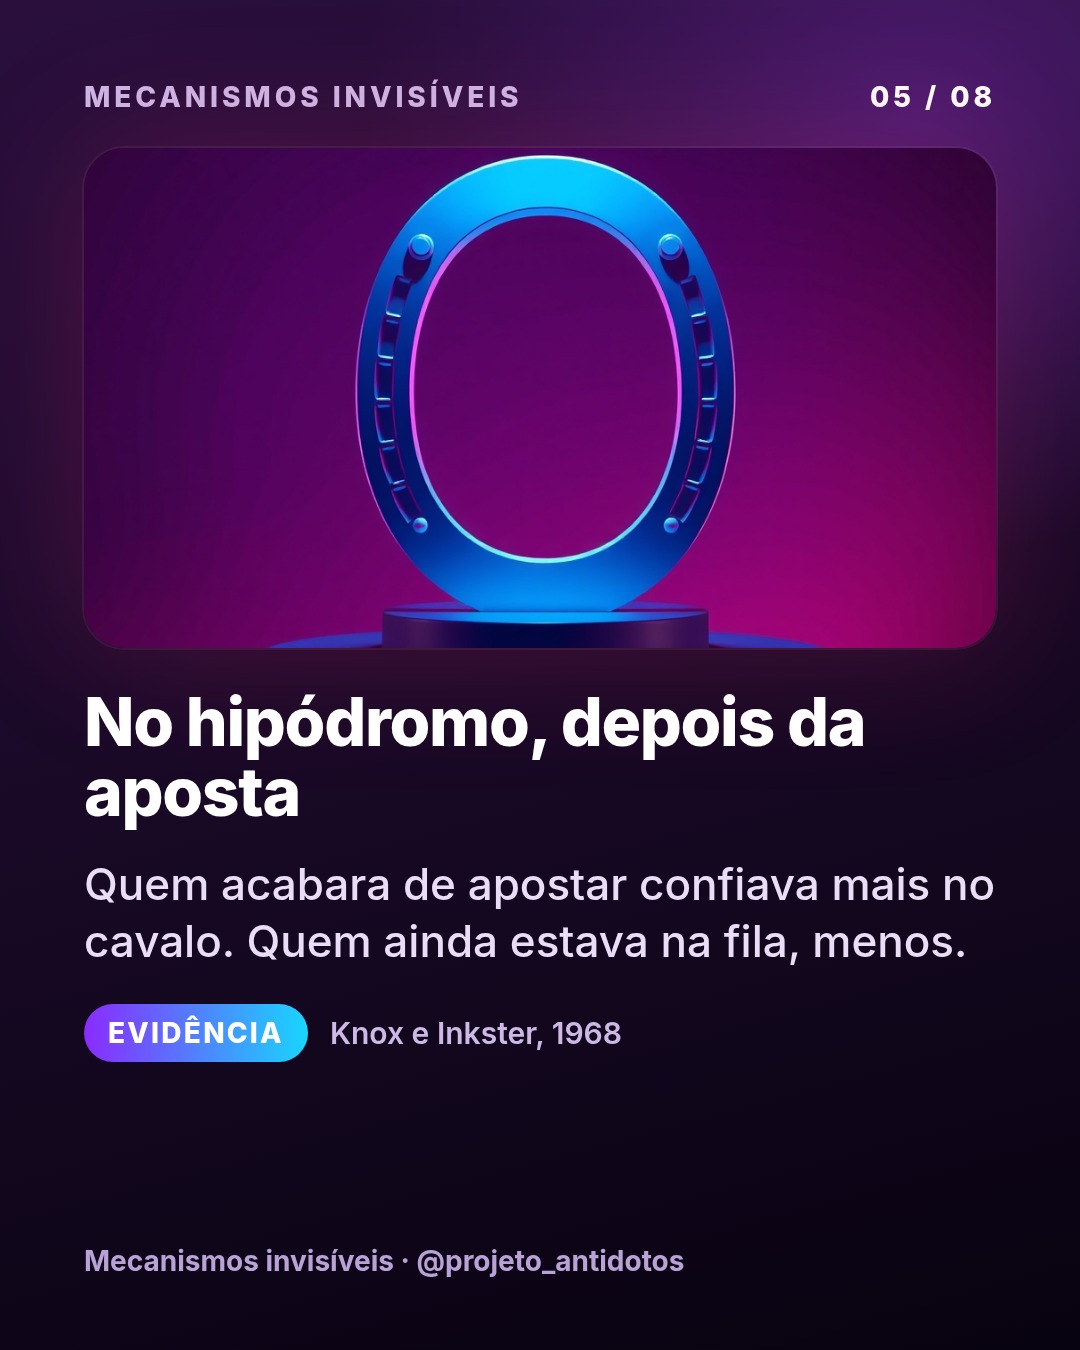 MECANISMOS INVISÍVEIS
05 / 08
No hipódromo, depois da
aposta
Quem acabara de apostar confiava mais no
cavalo. Quem ainda estava na fila, menos.
EVIDÊNCIA
Knox e Inkster, 1968
Mecanismos invisíveis · @projeto_antidotos